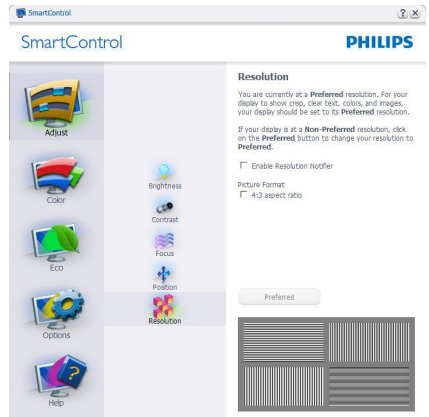 SmartControl
SmartControl
PHILIPS
Adjust
Color
Eco
Options
Help
Brightness
Contrast
Focus
Position
Resolution
Resolution
You are currently at a Preferred resolution. For your
display to show crisp, clear text, colors, and images,
your display should be set to its Preferred resolution.
If your display is at a Non-Preferred resolution, click
on the Preferred button to change your resolution to
Preferred.
Enable Resolution Notifier
Picture Format
4:3 aspect ratio
Preferred